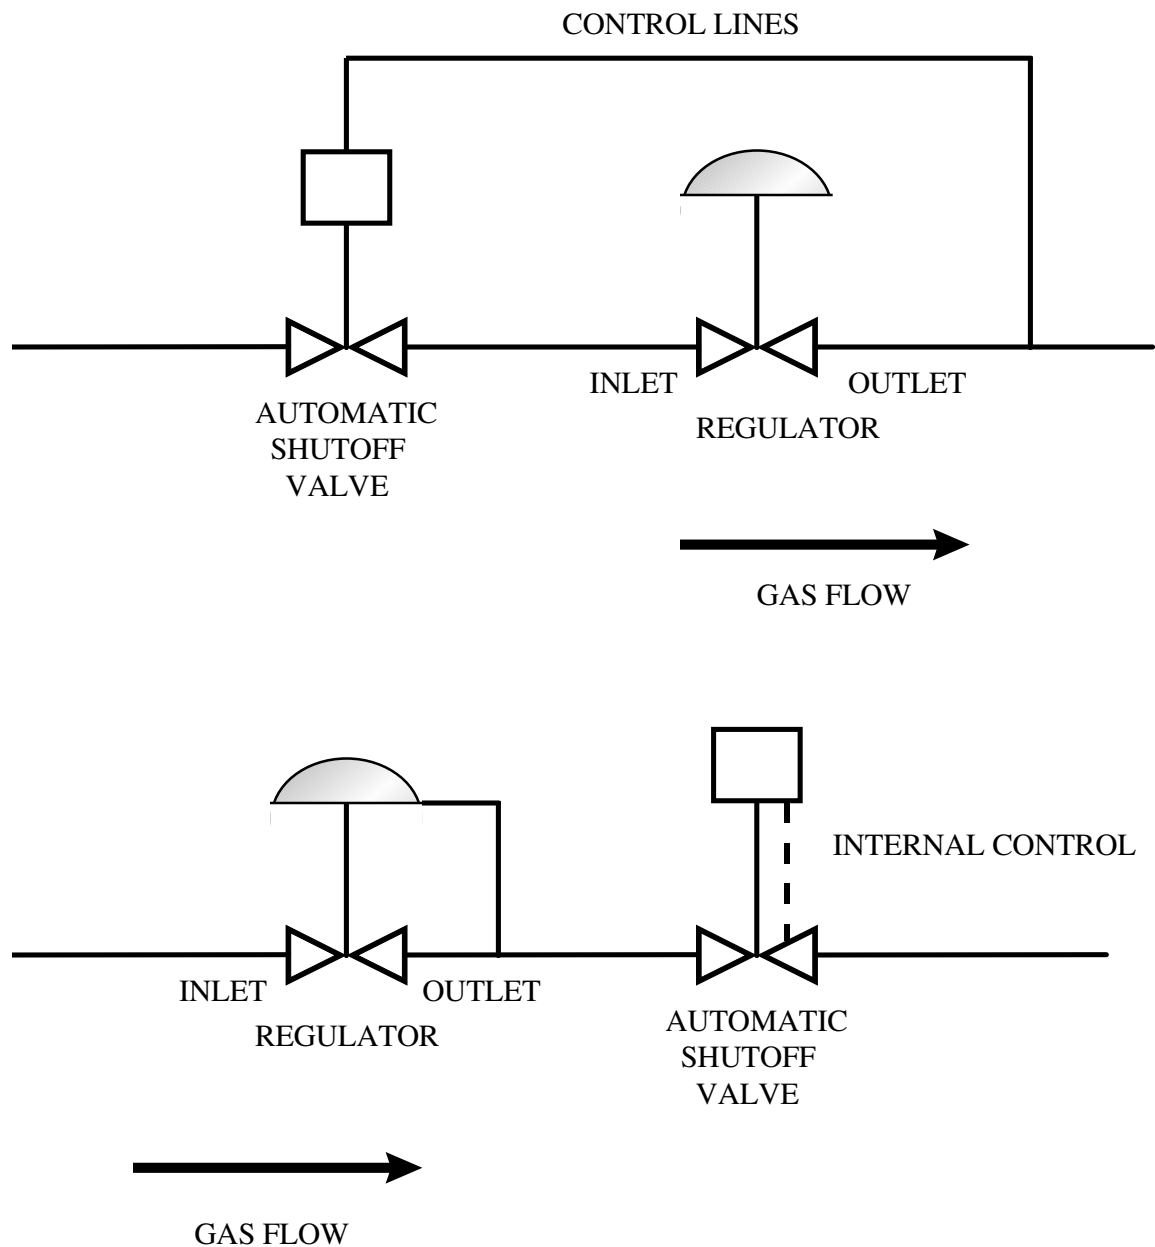 CONTROL LINES
INLET
OUTLET
AUTOMATIC
SHUTOFF
VALVE
REGULATOR
GAS FLOW
INTERNAL CONTROL
INLET
OUTLET
REGULATOR
AUTOMATIC
SHUTOFF
VALVE
GAS FLOW